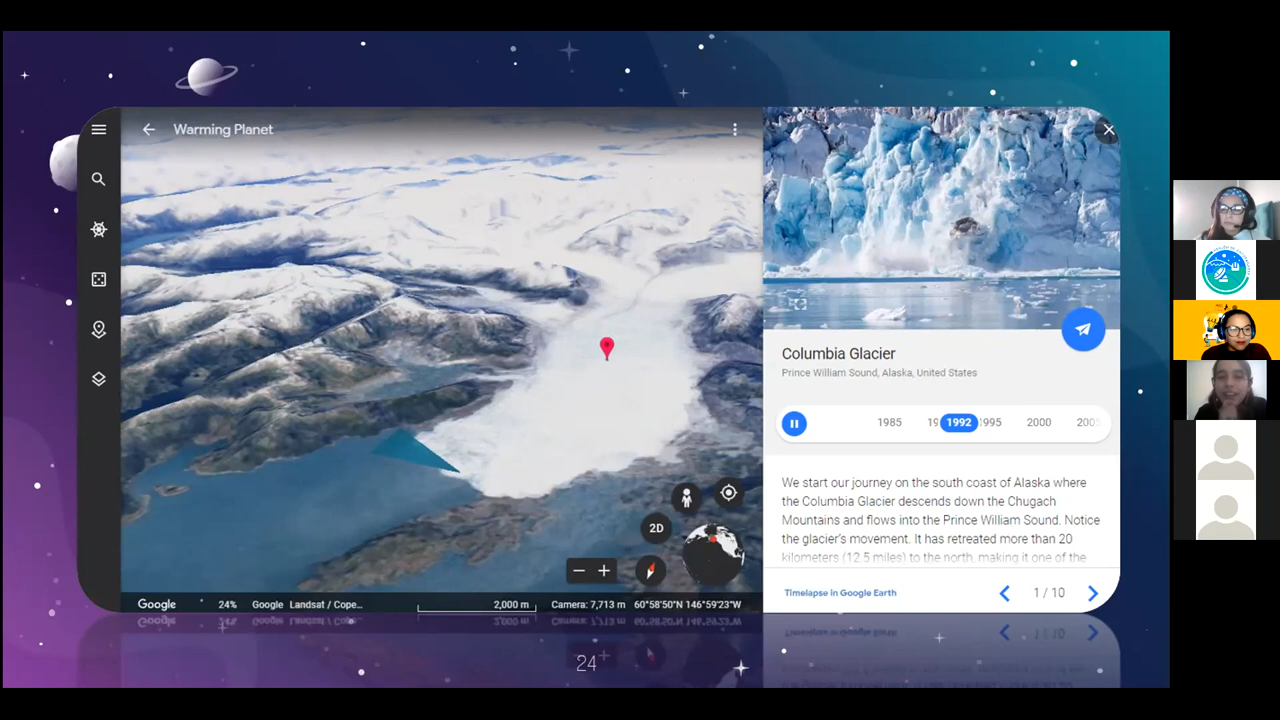 Warming Planet
Columbia Glacier
Prince William Sound, Alaska, United States
1985
19
1992
1995
2000
200
We start our journey on the south coast of Alaska where
the Columbia Glacier descends down the Chugach
Mountains and flows into the Prince William Sound. Notice
the glacier's movement. It has retreated more than 20
kilometers (12.5 miles) to the north, making it one of the
Timelapse in Google Earth
1 / 10
2D
Google
24%
Google
Landsat / Cope...
2,000 m
Camera: 7,713 m
60°58'50"N 146°59'23"W
24